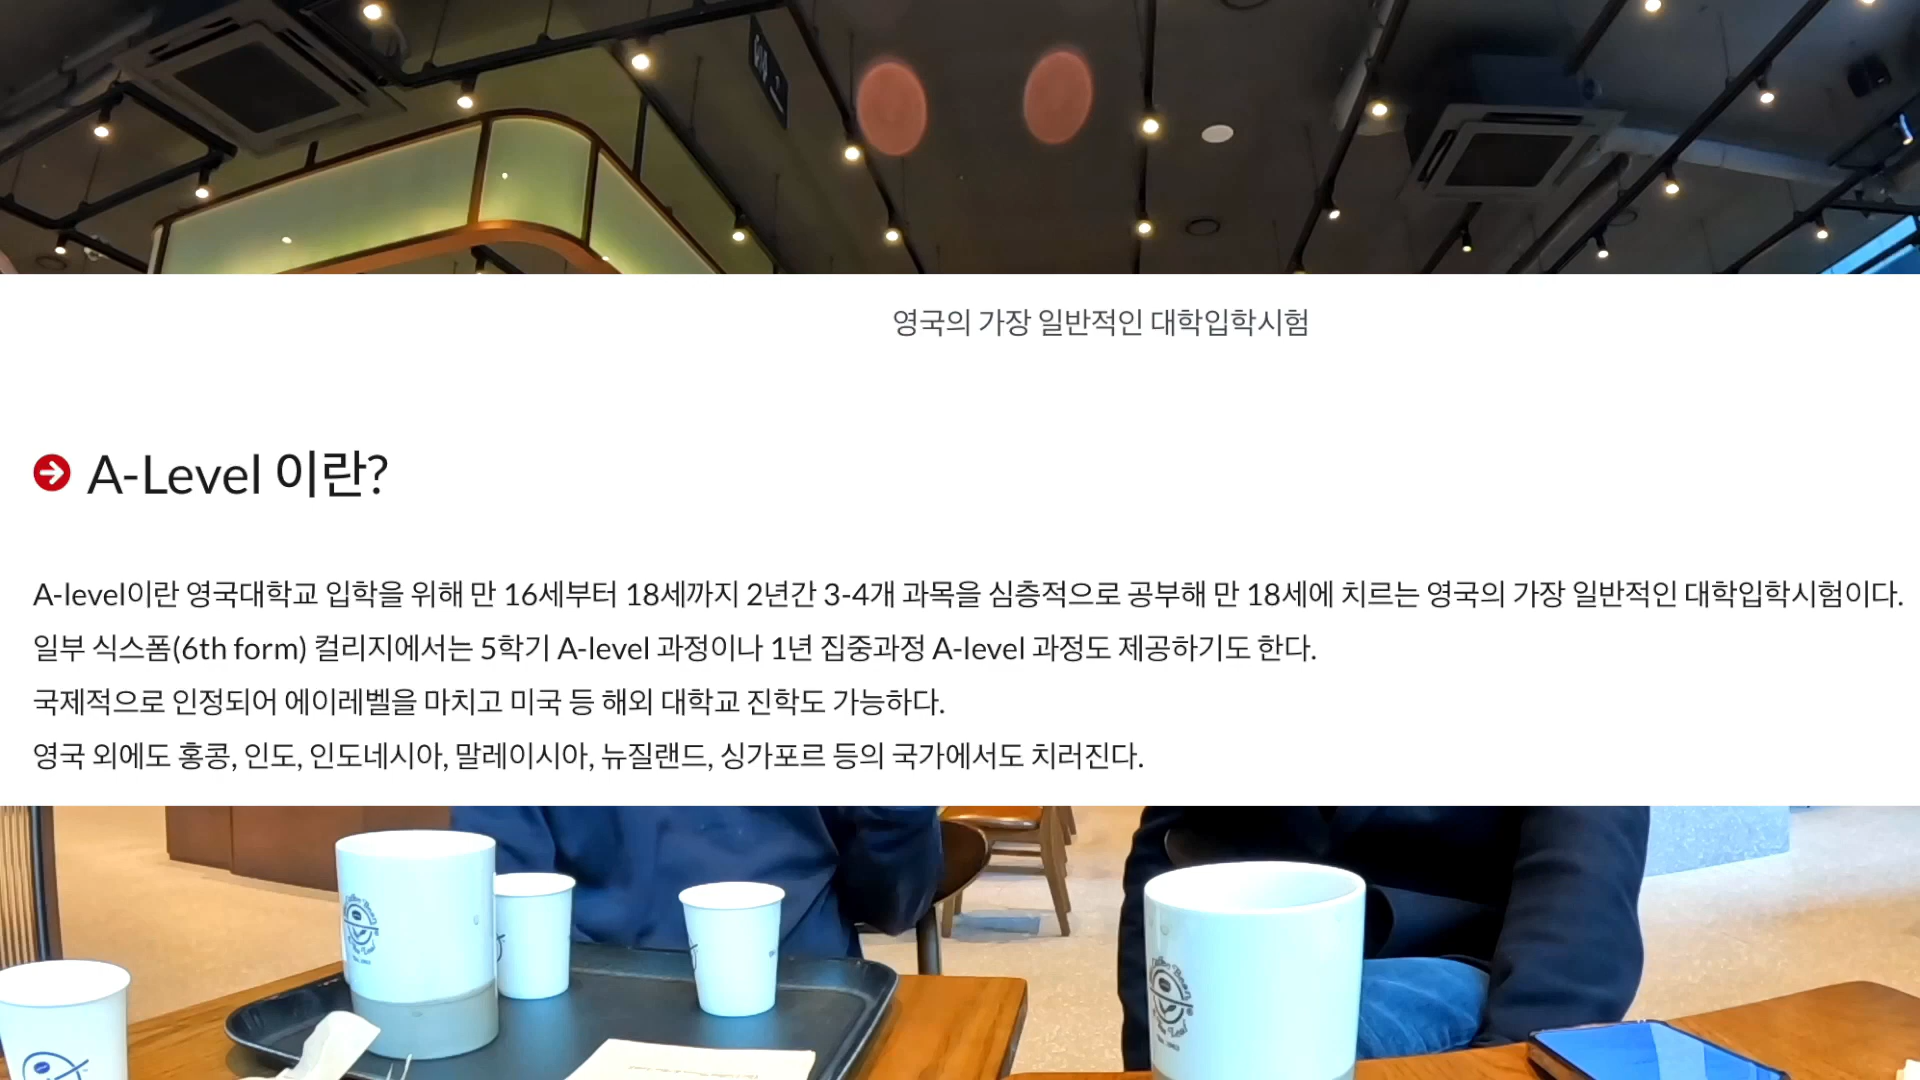 영국의 가장 일반적인 대학입학시험
A-Level 이란?
A-level이란 영국대학교 입학을 위해 만 16세부터 18세까지 2년간 3-4개 과목을 심층적으로 공부해 만 18세에 치르는 영국의 가장 일반적인 대학입학시험이다.
일부 식스폼(6th form) 컬리지에서는 5학기 A-level 과정이나 1년 집중과정 A-level 과정도 제공하기도 한다.
국제적으로 인정되어 에이레벨을 마치고 미국 등 해외 대학교 진학도 가능하다.
영국 외에도 홍콩, 인도, 인도네시아, 말레이시아, 뉴질랜드, 싱가포르 등의 국가에서도 치러진다.